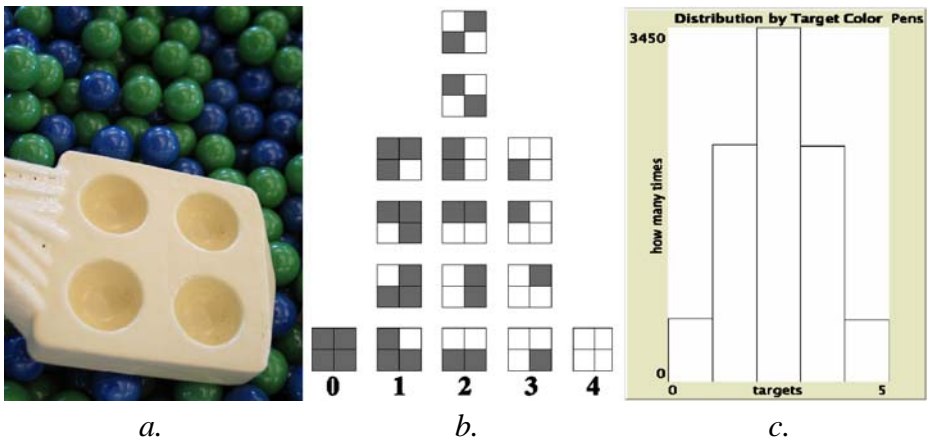 Distribution by Target Color Pens
3450
how many times
0
0 targets 5
0 1 2 3 4
a. b. c.